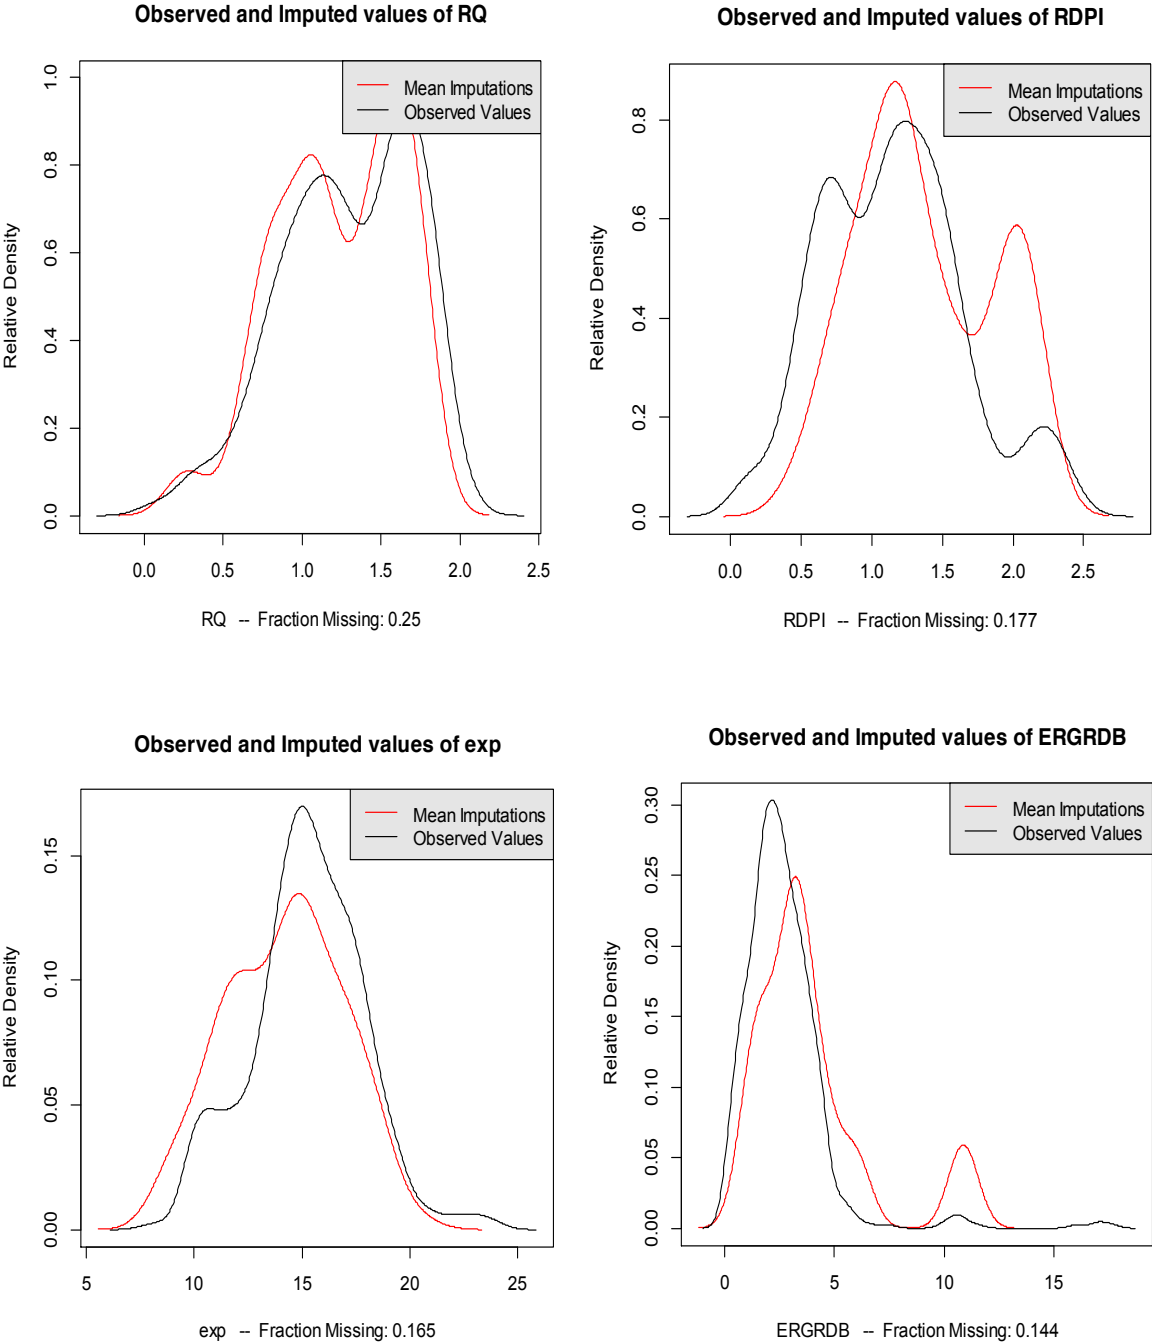 Observed and Imputed values of RQ
Mean Imputations
Observed Values
Relative Density
0.0 0.2 0.4 0.6 0.8 1.0
0.0 0.5 1.0 1.5 2.0 2.5
RQ -- Fraction Missing: 0.25
Observed and Imputed values of RDPI
Mean Imputations
Observed Values
Relative Density
0.0 0.2 0.4 0.6 0.8
0.0 0.5 1.0 1.5 2.0 2.5
RDPI -- Fraction Missing: 0.177
Observed and Imputed values of exp
Mean Imputations
Observed Values
Relative Density
0.00 0.05 0.10 0.15
5 10 15 20 25
exp -- Fraction Missing: 0.165
Observed and Imputed values of ERGRDB
Mean Imputations
Observed Values
Relative Density
0.00 0.05 0.10 0.15 0.20 0.25 0.30
0 5 10 15
ERGRDB -- Fraction Missing: 0.144